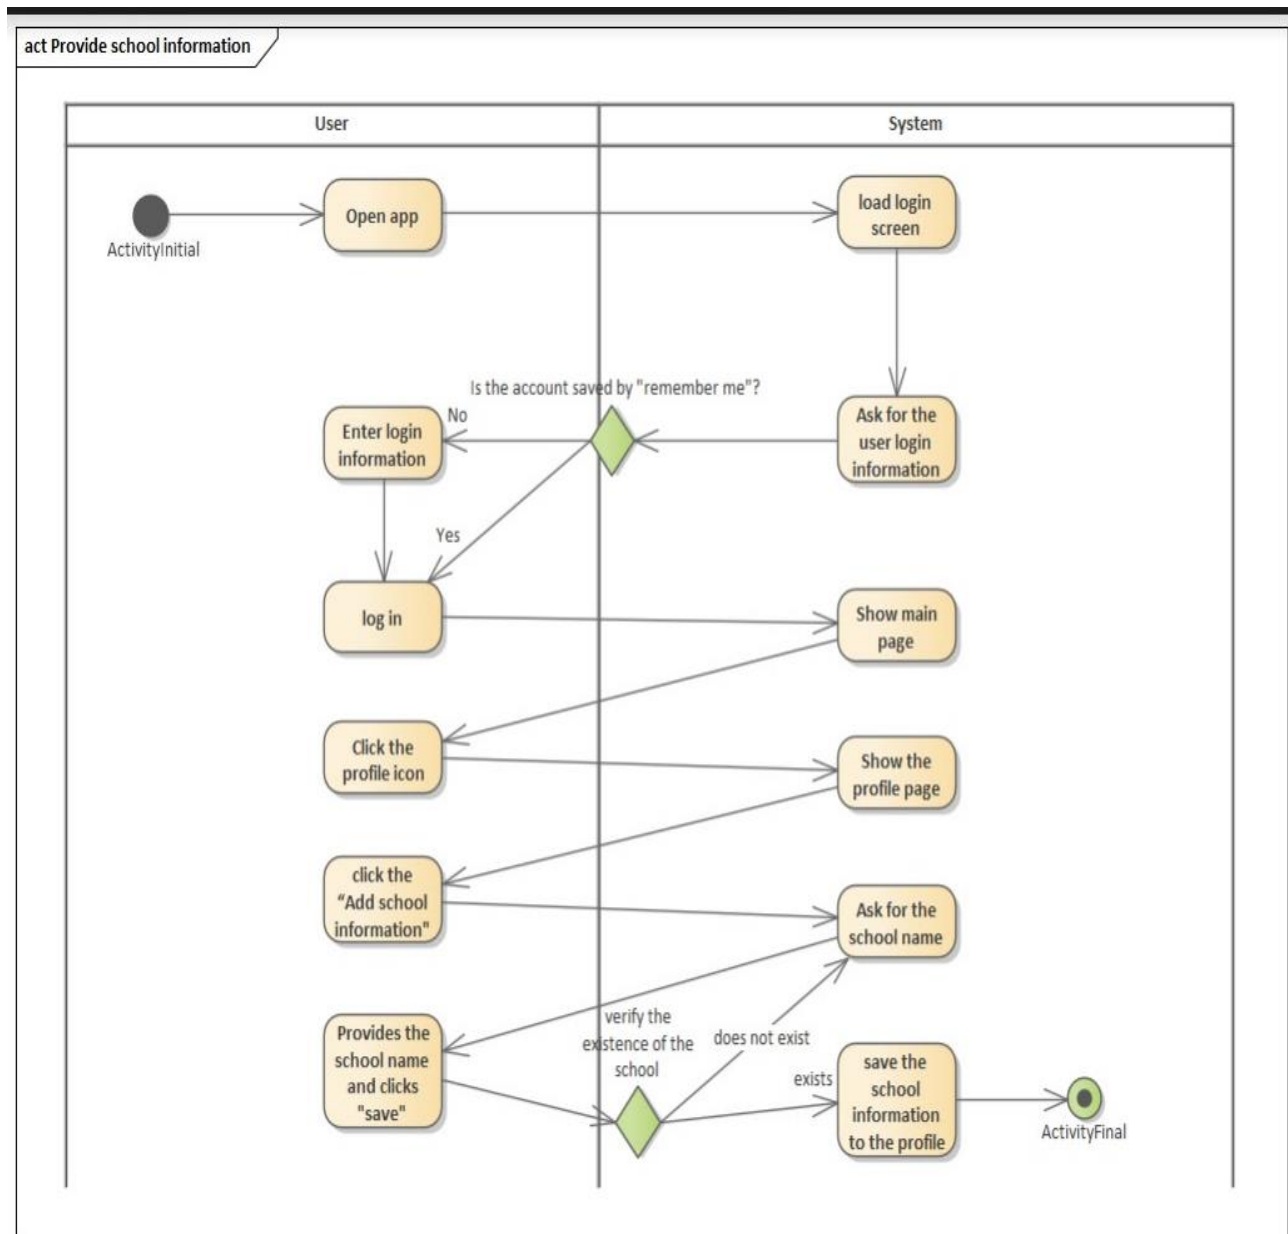 act Provide school information
User
System
ActivityInitial
Open app
load login
screen
Is the account saved by "remember me"?
No
Enter login
information
Ask for the
user login
information
Yes
log in
Show main
page
Click the
profile icon
Show the
profile page
click the
“Add school
information"
Ask for the
school name
Provides the
school name
and clicks
"save"
verify the
existence of the
school
does not exist
exists
save the
school
information
to the profile
ActivityFinal